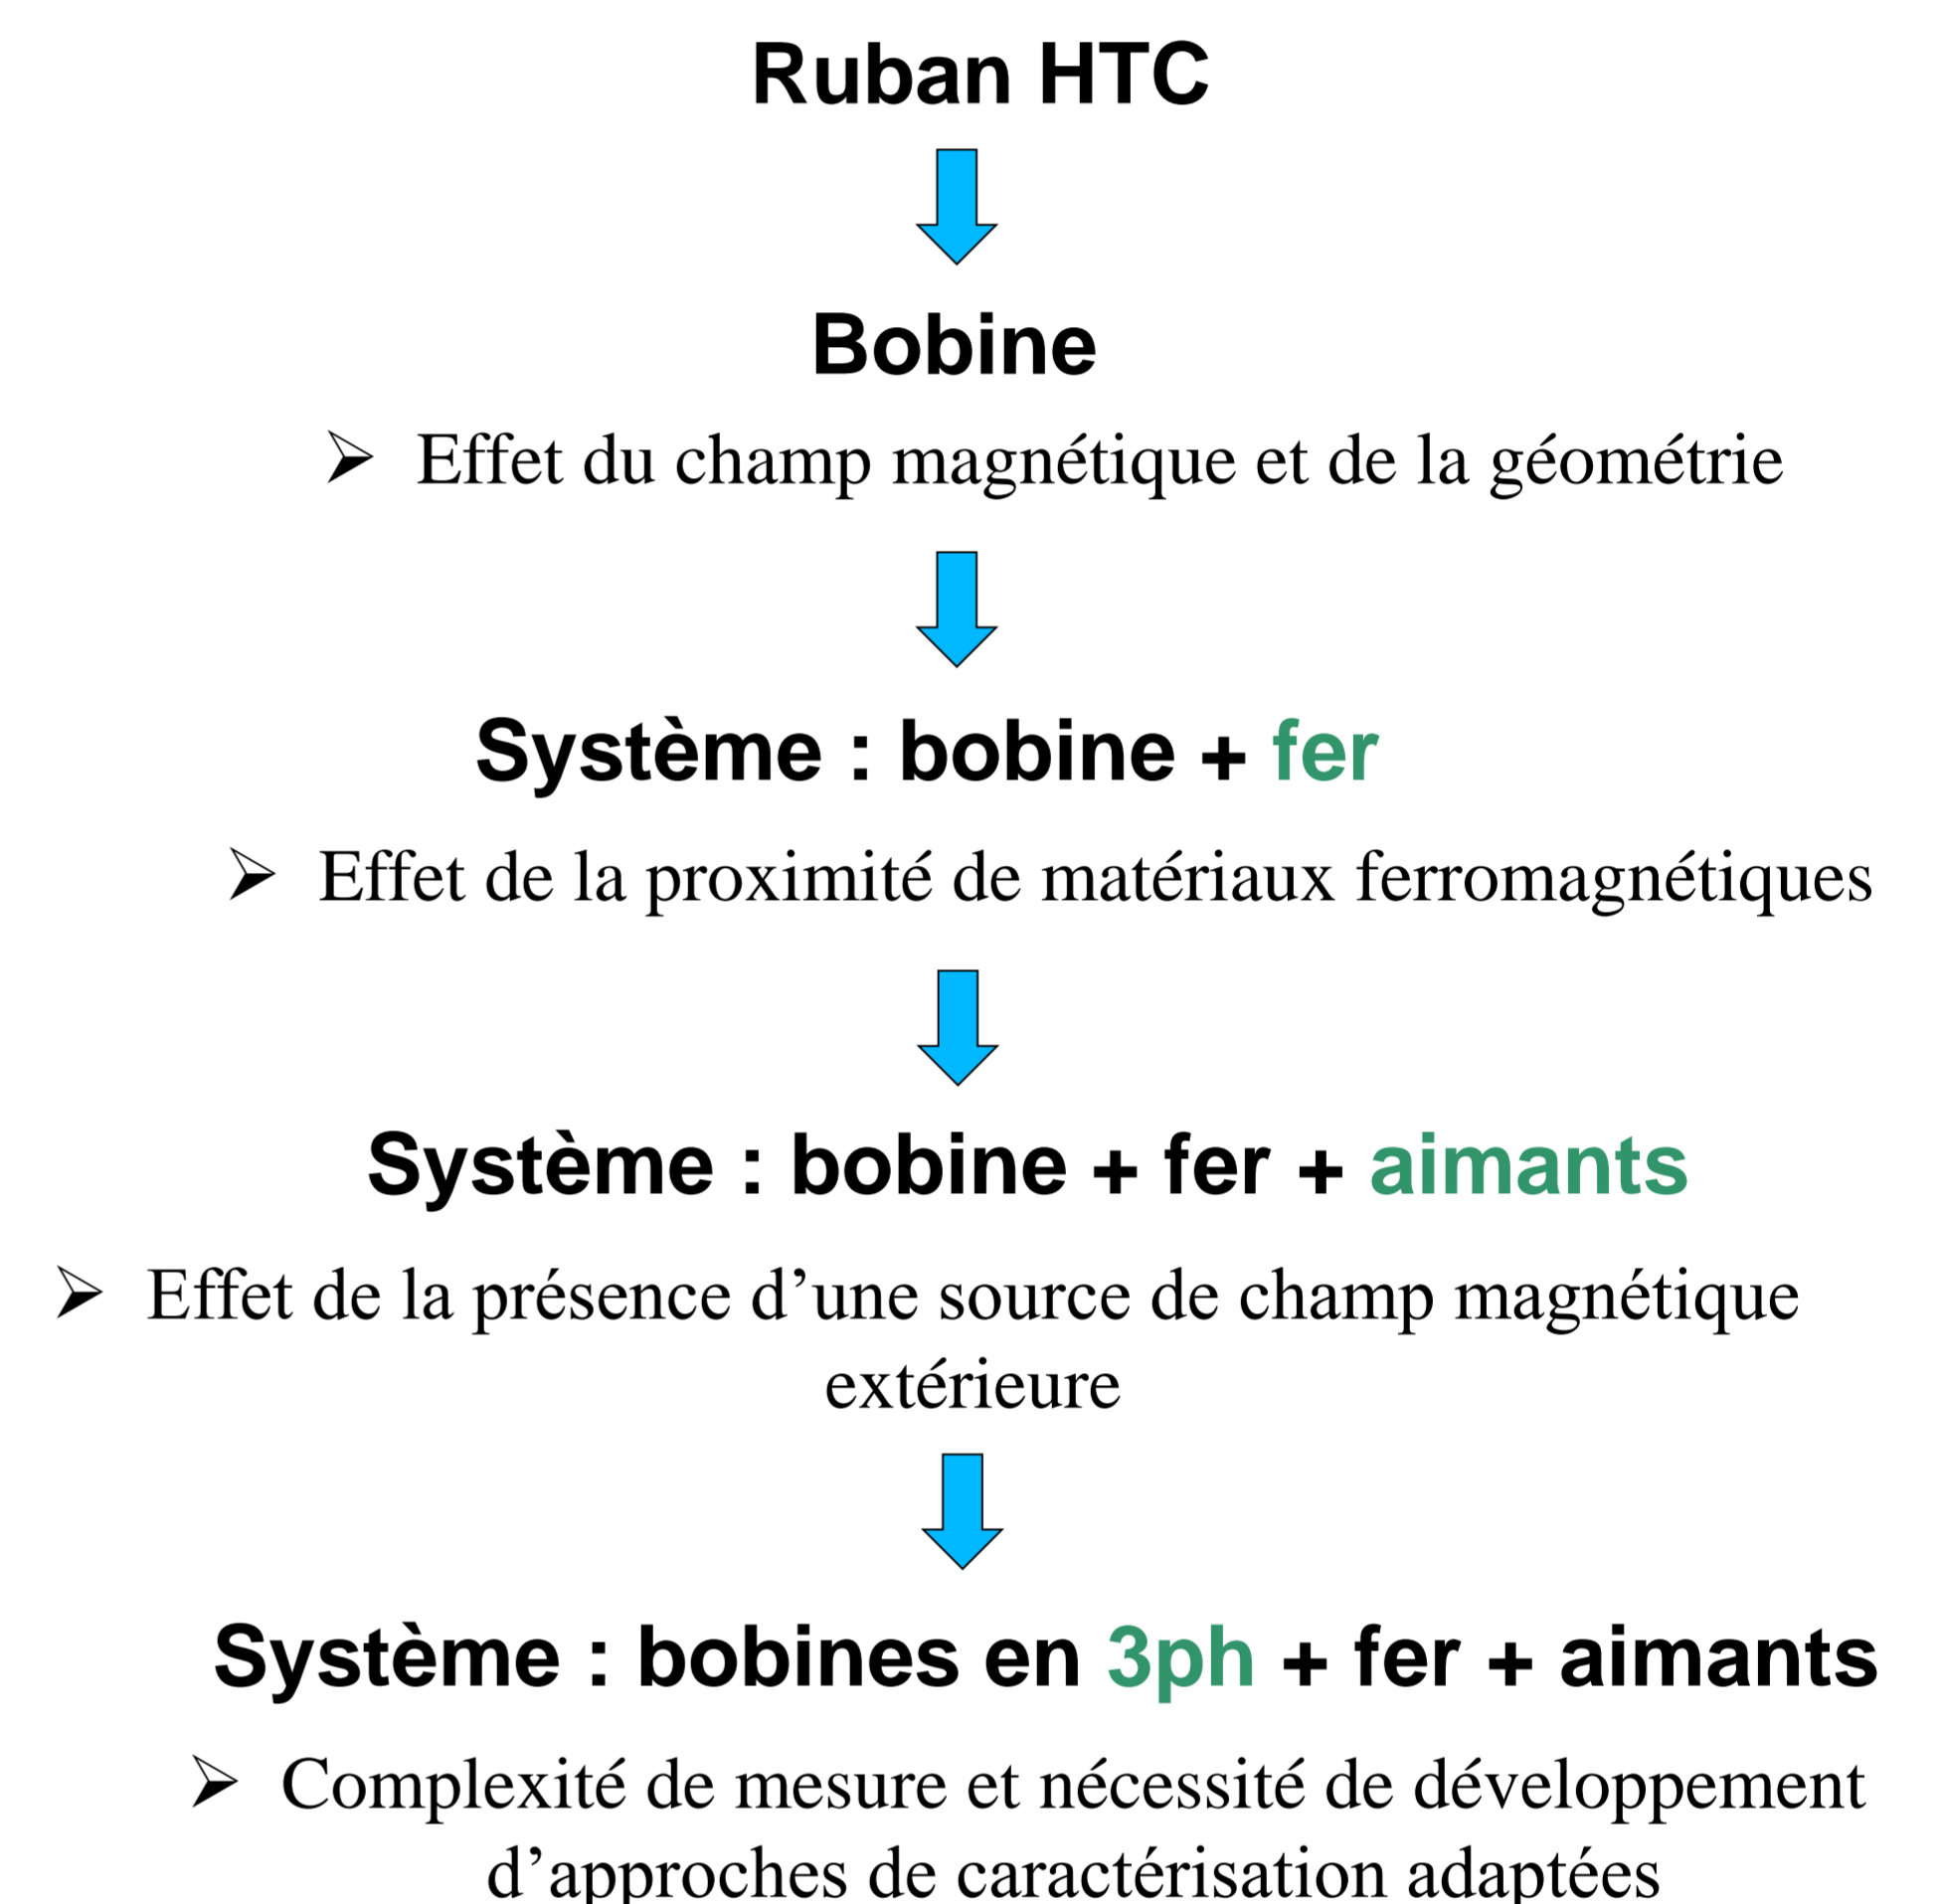 Ruban HTC
Bobine
➢ Effet du champ magnétique et de la géométrie
Système : bobine + fer
➢ Effet de la proximité de matériaux ferromagnétiques
Système : bobine + fer + aimants
➢ Effet de la présence d’une source de champ magnétique
extérieure
Système : bobines en 3ph + fer + aimants
➢ Complexité de mesure et nécessité de développement
d’approches de caractérisation adaptées